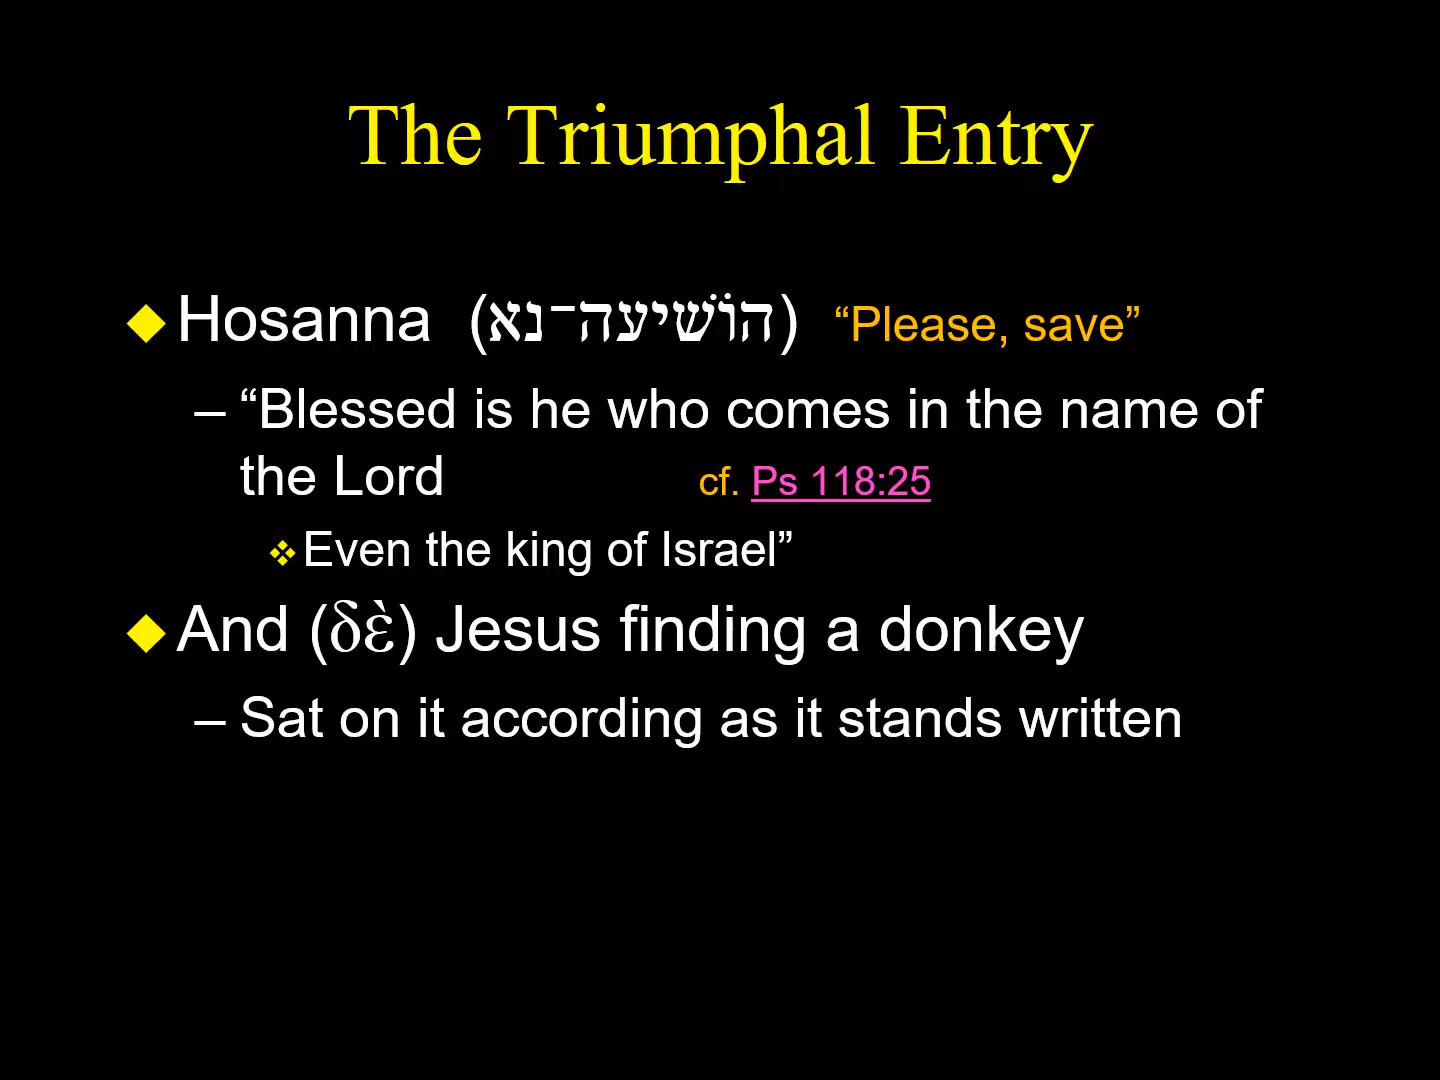 The Triumphal Entry
◆ Hosanna (הוֹשׁיעה־נא) “Please, save”
– “Blessed is he who comes in the name of
the Lord cf. Ps 118:25
❖ Even the king of Israel”
◆ And (δὲ) Jesus finding a donkey
– Sat on it according as it stands written